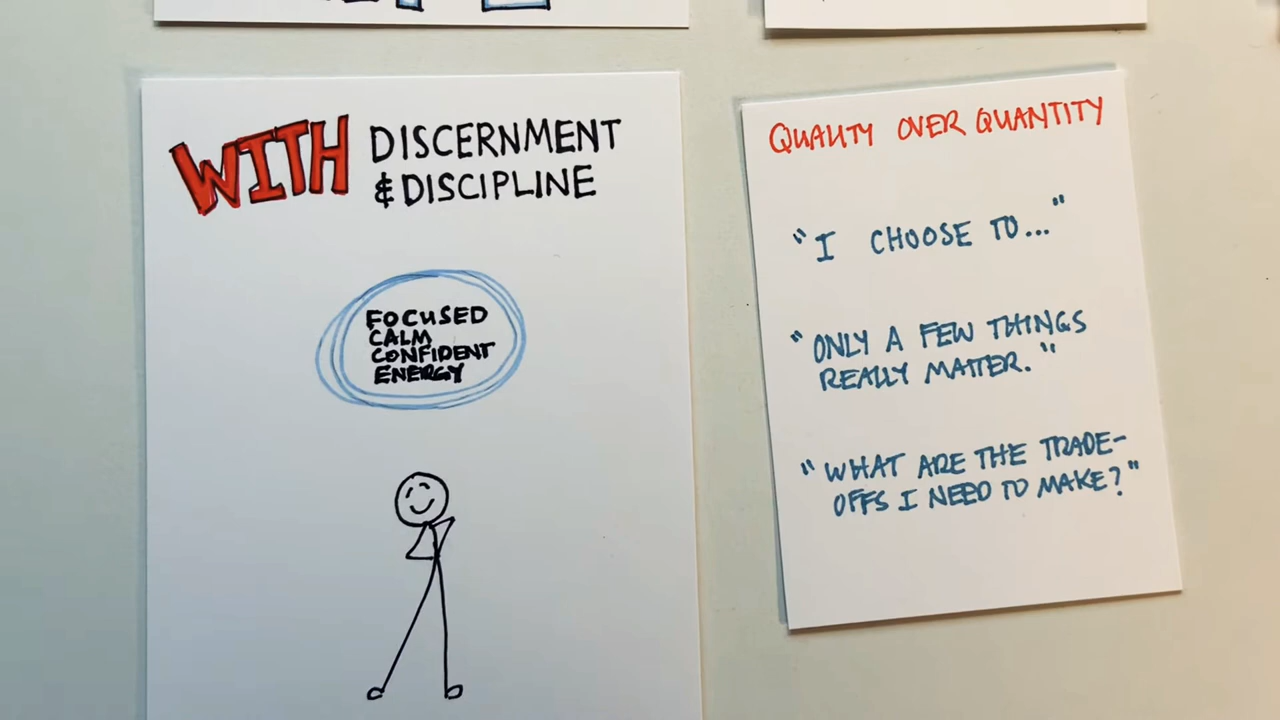 WITH DISCERNMENT
& DISCIPLINE
FOCUSED
CALM
CONFIDENT
ENERGY
QUALITY OVER QUANTITY
"I CHOOSE TO..."
"ONLY A FEW THINGS
REALLY MATTER."
"WHAT ARE THE TRADE-
OFFS I NEED TO MAKE?"